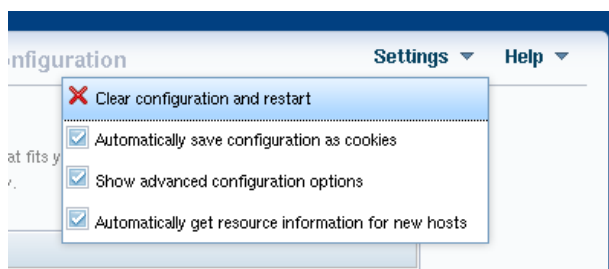 nfiguration Settings Help
Clear configuration and restart
Automatically save configuration as cookies
at fits y
Show advanced configuration options
Automatically get resource information for new hosts